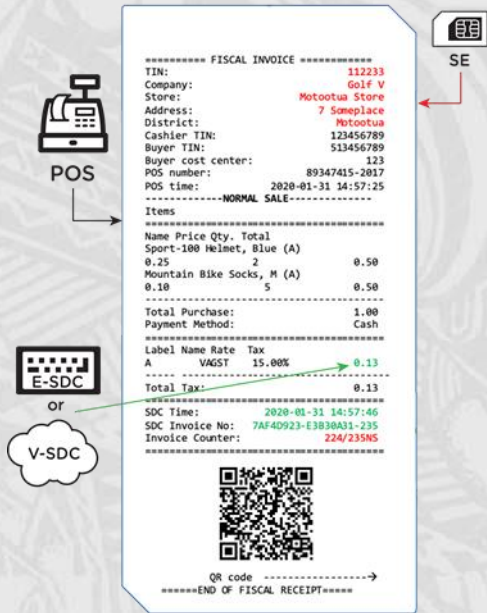 ========== FISCAL INVOICE ============
TIN: 112233
Company: Golf V
Store: Motootua Store
Address: 7 Someplace
District: Motootua
Cashier TIN: 123456789
Buyer TIN: 513456789
Buyer cost center: 123
POS number: 89347415-2017
POS time: 2020-01-31 14:57:25
-------------NORMAL SALE--------------
Items
========================================
Name Price Qty. Total
Sport-100 Helmet, Blue (A)
0.25 2 0.50
Mountain Bike Socks, M (A)
0.10 5 0.50
----------------------------------------
Total Purchase: 1.00
Payment Method: Cash
========================================
Label Name Rate Tax
A VAGST 15.00% 0.13
----------------------------------------
Total Tax: 0.13
========================================
SDC Time: 2020-01-31 14:57:46
SDC Invoice No: 7AF4D923-E3B30A31-235
Invoice Counter: 224/235NS
========================================
QR code ----------------->
======END OF FISCAL RECEIPT=====
SE
POS
E-SDC
or
V-SDC